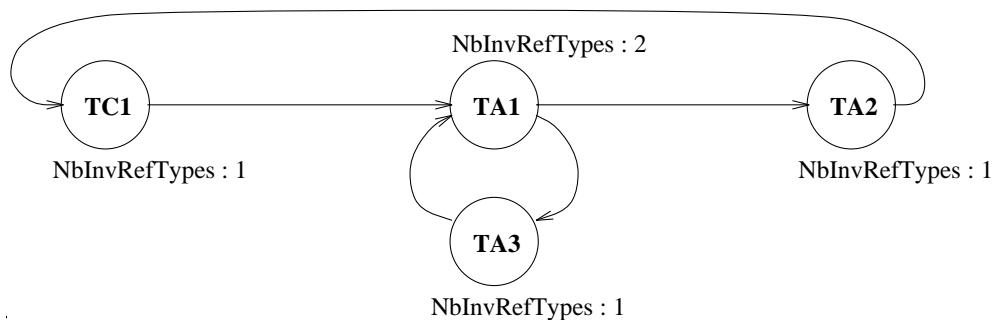 NbInvRefTypes : 2
TC1
TA1
TA2
NbInvRefTypes : 1
NbInvRefTypes : 1
TA3
NbInvRefTypes : 1